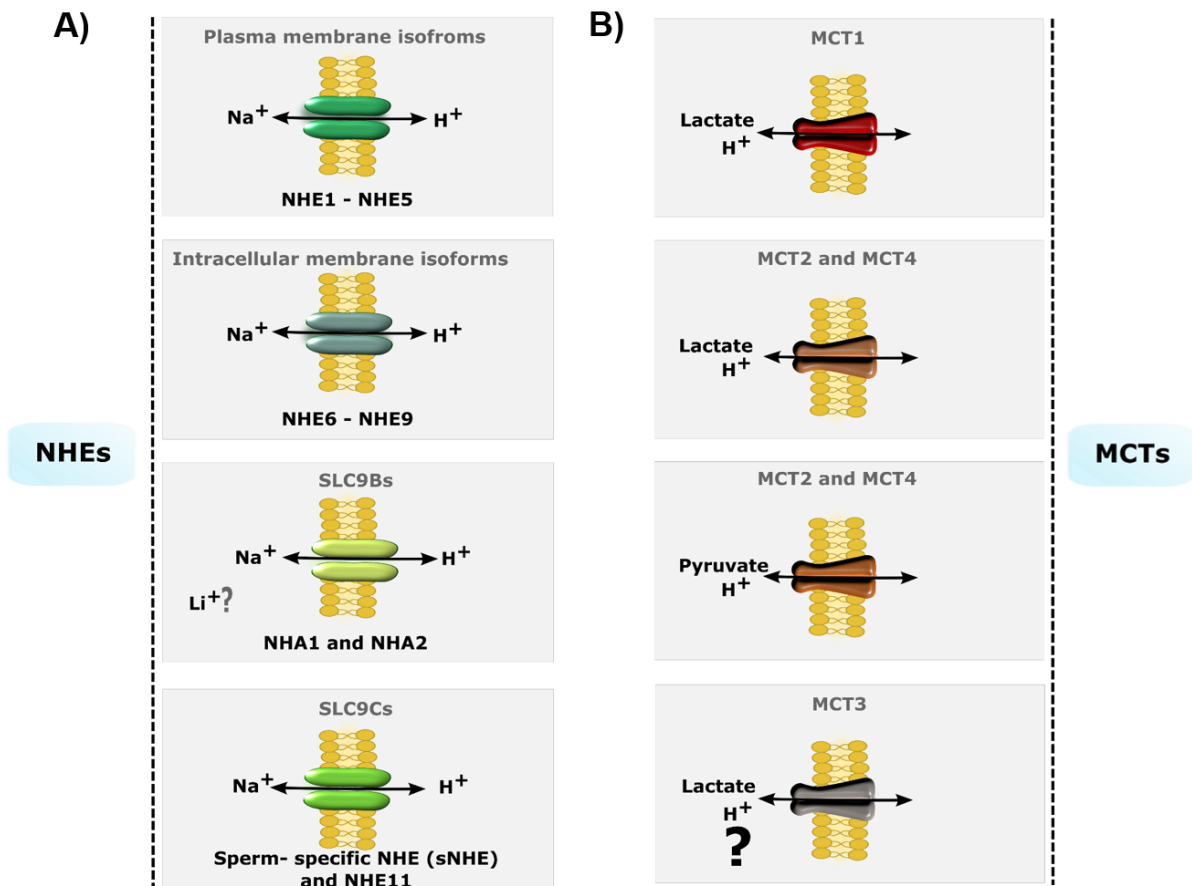 A)
Plasma membrane isofroms
Na+
H+
NHE1 - NHE5
Intracellular membrane isoforms
Na+
H+
NHE6 - NHE9
NHEs
SLC9Bs
Na+
H+
Li+?
NHA1 and NHA2
SLC9Cs
Na+
H+
Sperm- specific NHE (sNHE)
and NHE11
B)
MCT1
Lactate
H+
MCT2 and MCT4
Lactate
H+
MCTs
MCT2 and MCT4
Pyruvate
H+
MCT3
Lactate
H+
?